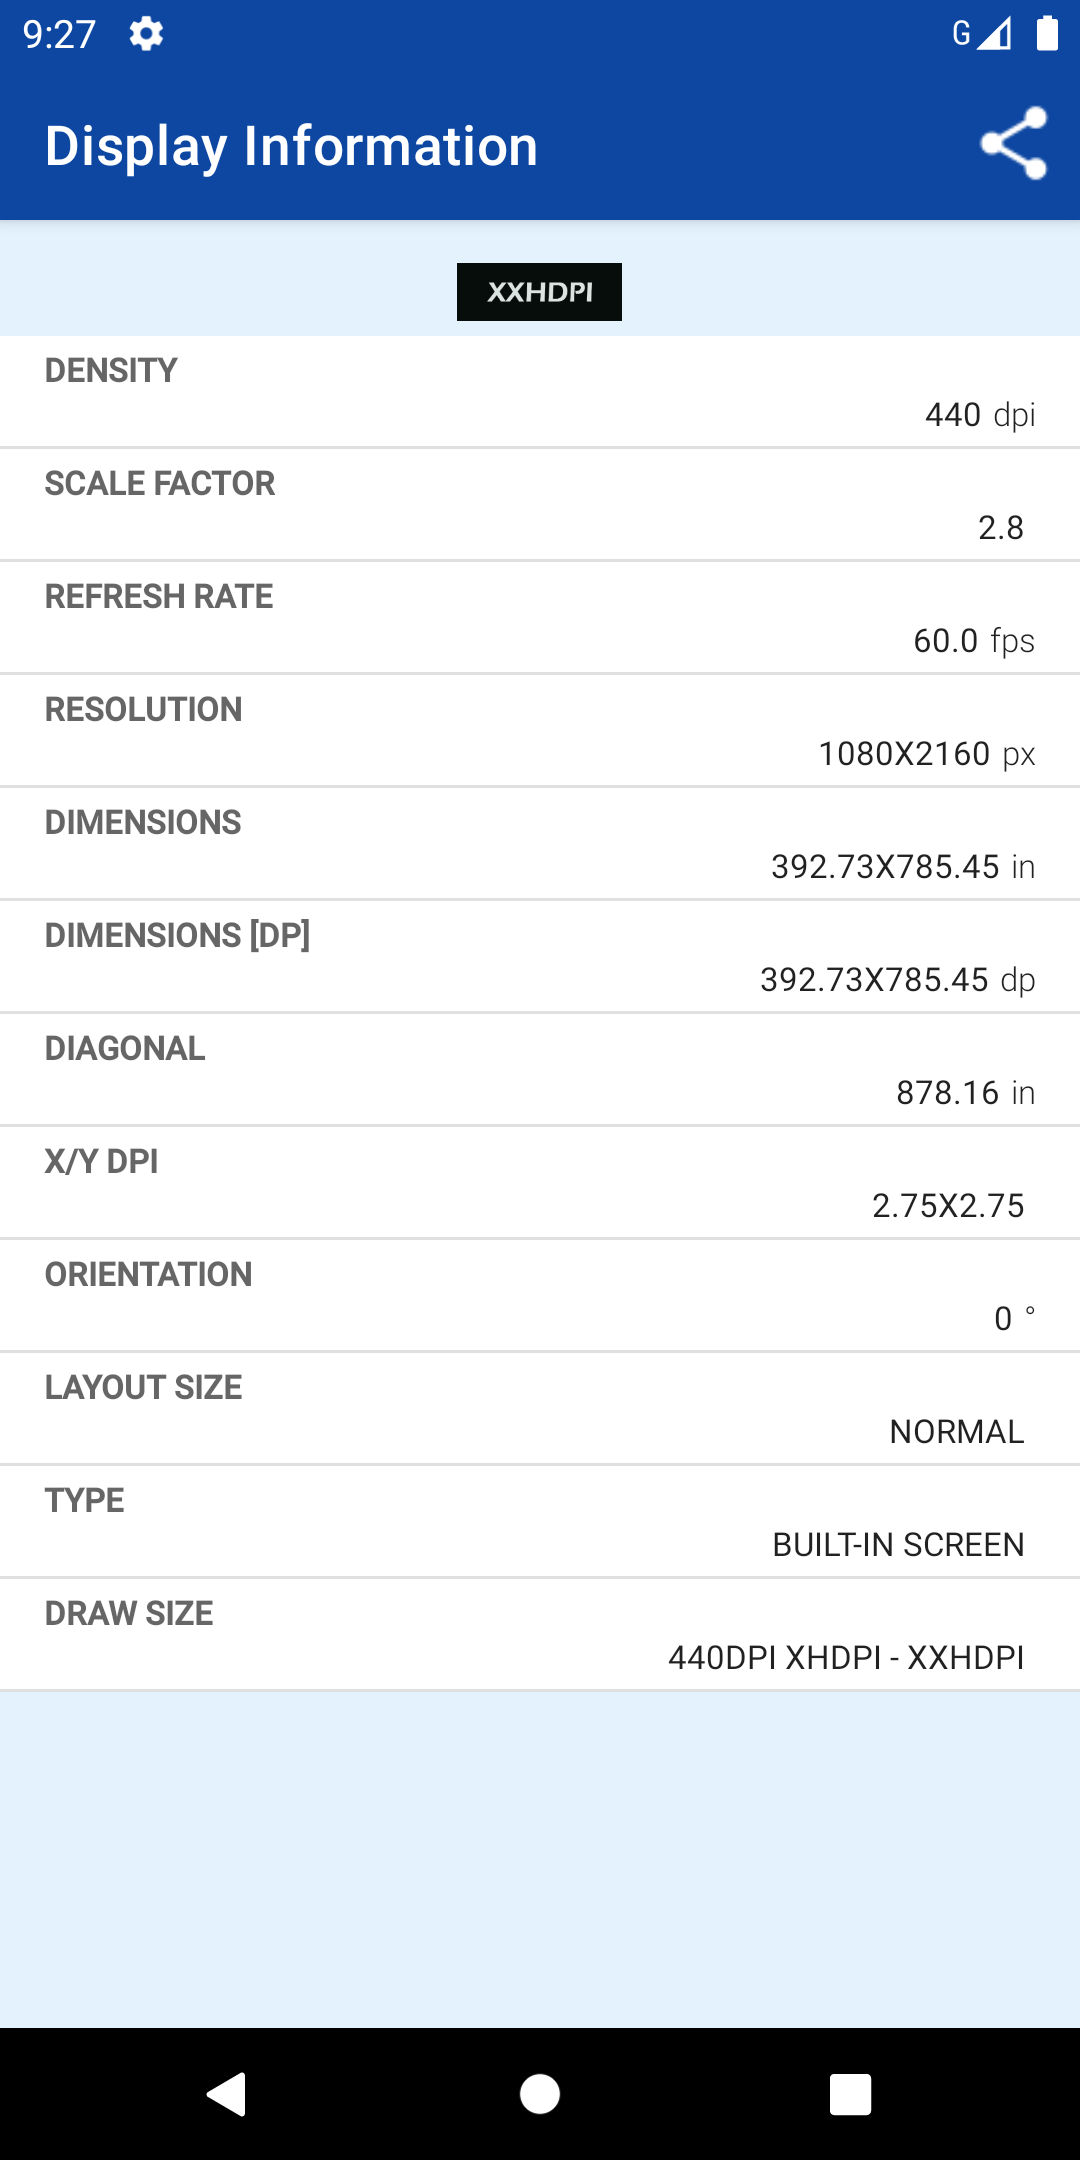 9:27
G
Display Information
XXHDPI
DENSITY
440 dpi
SCALE FACTOR
2.8
REFRESH RATE
60.0 fps
RESOLUTION
1080X2160 px
DIMENSIONS
392.73X785.45 in
DIMENSIONS [DP]
392.73X785.45 dp
DIAGONAL
878.16 in
X/Y DPI
2.75X2.75
ORIENTATION
0 °
LAYOUT SIZE
NORMAL
TYPE
BUILT-IN SCREEN
DRAW SIZE
440DPI XHDPI - XXHDPI